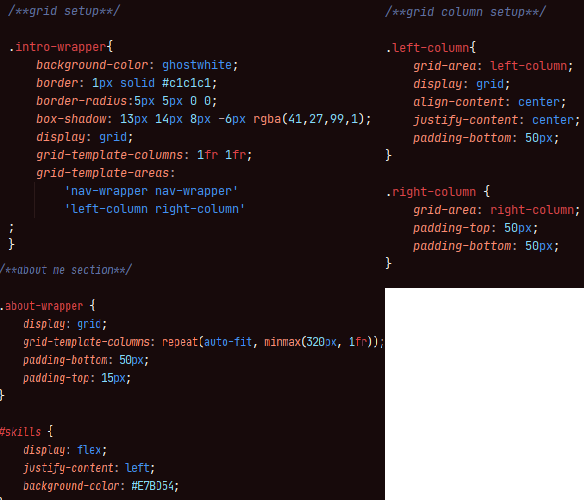 /**grid setup**/
.intro-wrapper{
background-color: ghostwhite;
border: 1px solid #c1c1c1;
border-radius:5px 5px 0 0;
box-shadow: 13px 14px 8px -6px rgba(41,27,99,1);
display: grid;
grid-template-columns: 1fr 1fr;
grid-template-areas:
'nav-wrapper nav-wrapper'
'left-column right-column'
;
}
/**about me section**/
.about-wrapper {
display: grid;
grid-template-columns: repeat(auto-fit, minmax(320px, 1fr));
padding-bottom: 50px;
padding-top: 15px;
}
#skills {
display: flex;
justify-content: left;
background-color: #E7BD54;
/**grid column setup**/
.left-column{
grid-area: left-column;
display: grid;
align-content: center;
justify-content: center;
padding-bottom: 50px;
}
.right-column {
grid-area: right-column;
padding-top: 50px;
padding-bottom: 50px;
}